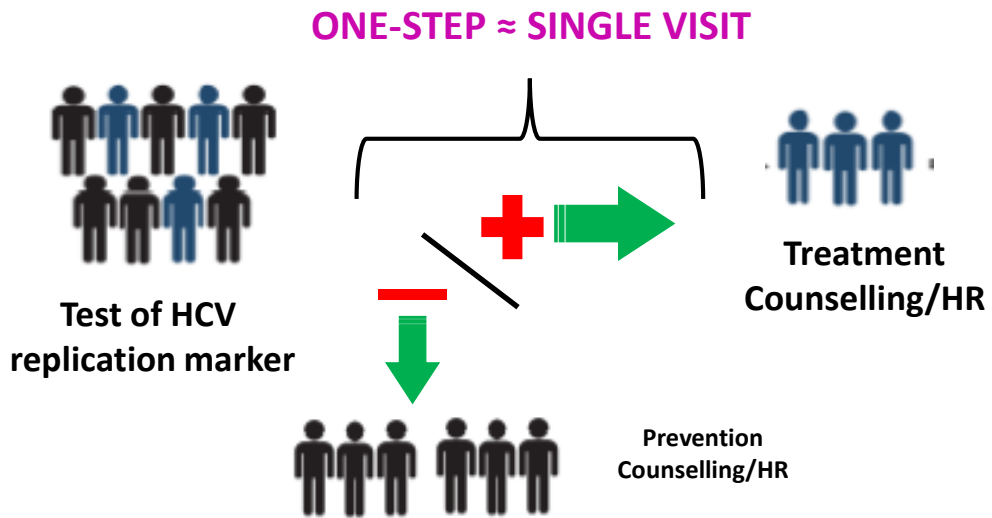 ONE-STEP ≈ SINGLE VISIT
Test of HCV
replication marker
Treatment
Counselling/HR
Prevention
Counselling/HR